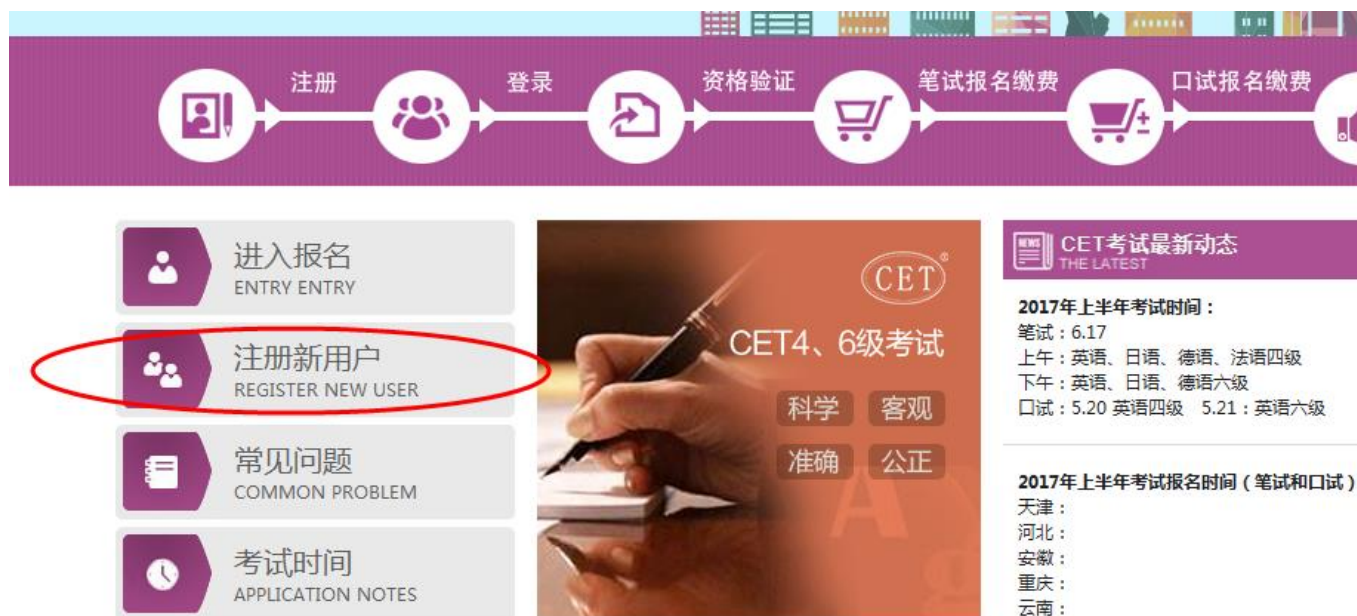 注册
登录
资格验证
笔试报名缴费
口试报名缴费
进入报名
ENTRY ENTRY
注册新用户
REGISTER NEW USER
常见问题
COMMON PROBLEM
考试时间
APPLICATION NOTES
CET®
CET4、6级考试
科学 客观
准确 公正
NEWS
CET考试最新动态
THE LATEST
2017年上半年考试时间：
笔试：6.17
上午：英语、日语、德语、法语四级
下午：英语、日语、德语六级
口试：5.20 英语四级 5.21：英语六级
2017年上半年考试报名时间（笔试和口试）
天津：
河北：
安徽：
重庆：
云南：